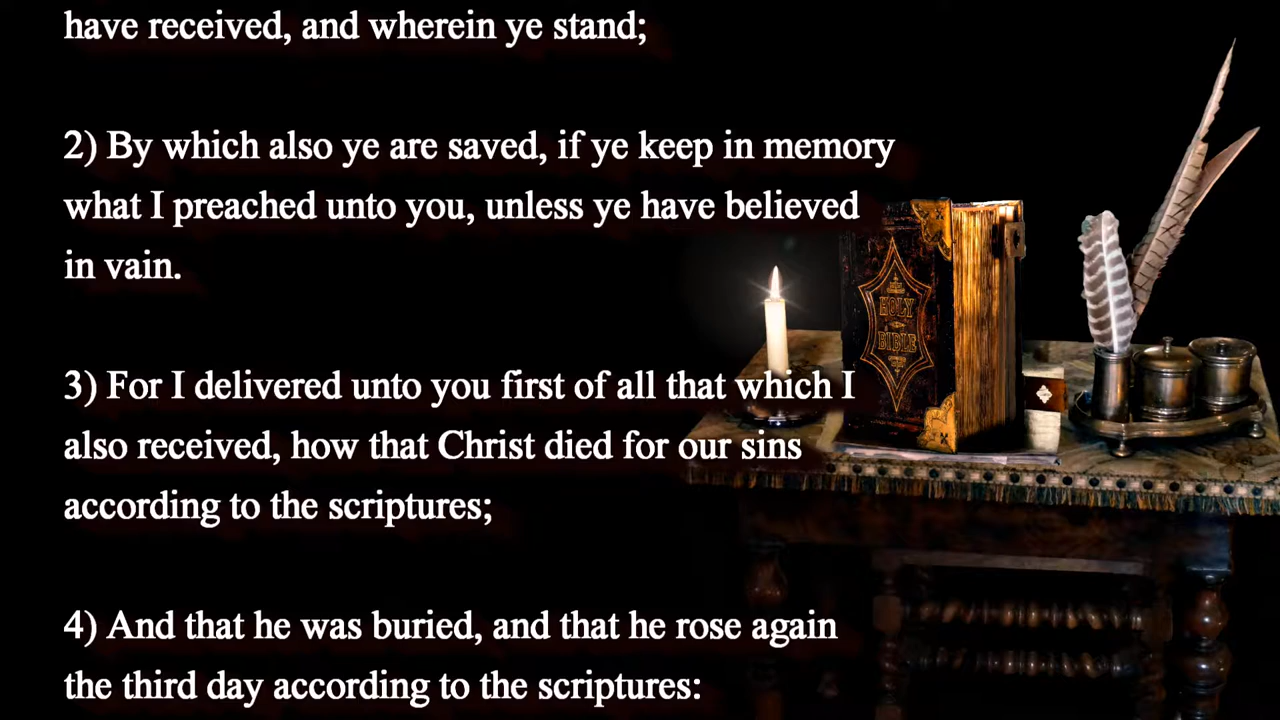 have received, and wherein ye stand;
2) By which also ye are saved, if ye keep in memory
what I preached unto you, unless ye have believed
in vain.
3) For I delivered unto you first of all that which I
also received, how that Christ died for our sins
according to the scriptures;
4) And that he was buried, and that he rose again
the third day according to the scriptures:
HOLY
BIBLE